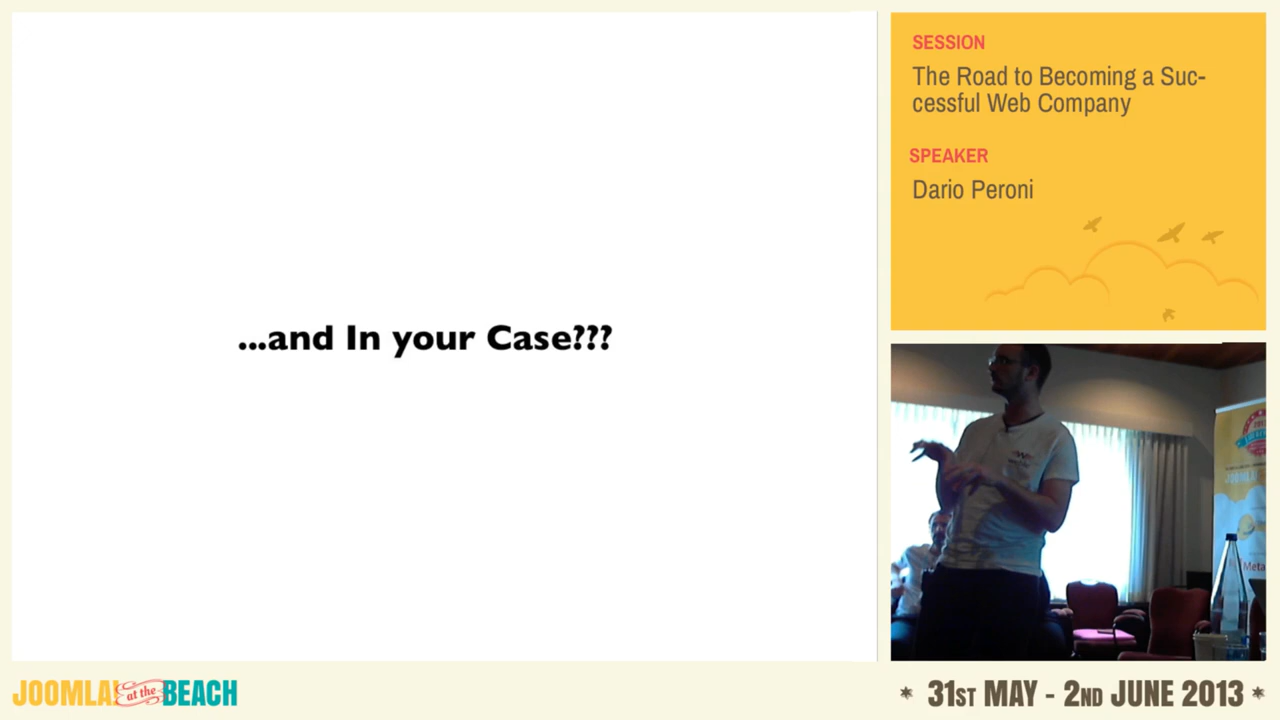 ...and In your Case???
SESSION
The Road to Becoming a Suc-
cessful Web Company
SPEAKER
Dario Peroni
JOOMLA! at the BEACH
* 31ST MAY - 2ND JUNE 2013 *